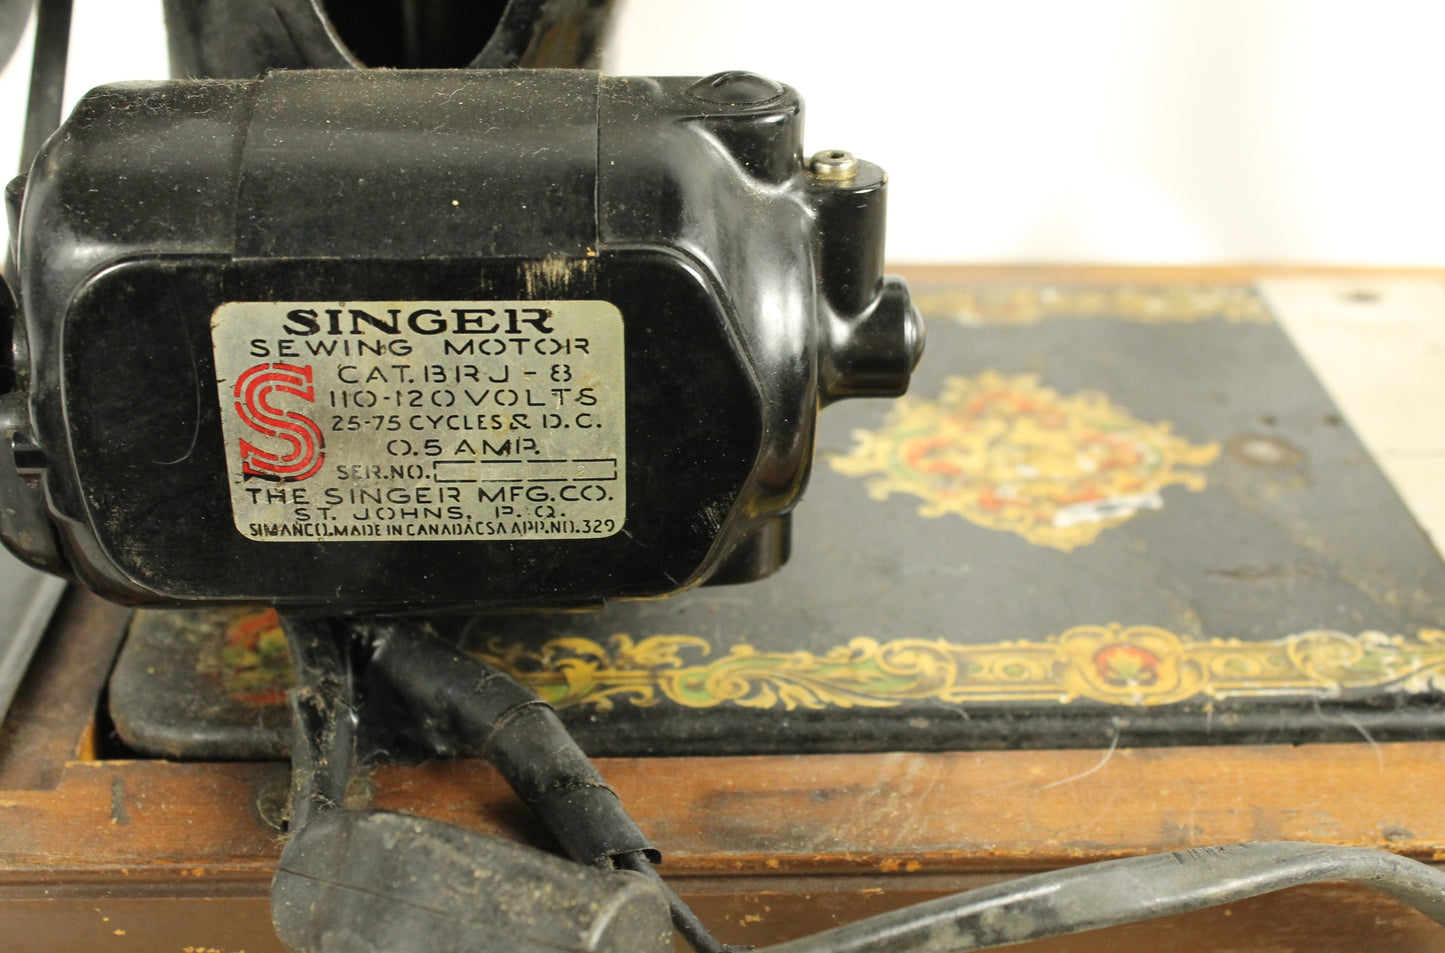 SINGER
SEWING MOTOR
S
CAT. BRJ-8
110-120 VOLTS
25-75 CYCLES & D.C.
0.5 AMP.
SER. NO.
THE SINGER MFG. CO.
ST. JOHNS, P. Q.
SIMANCO. MADE IN CANADA CSA APP. NO. 329